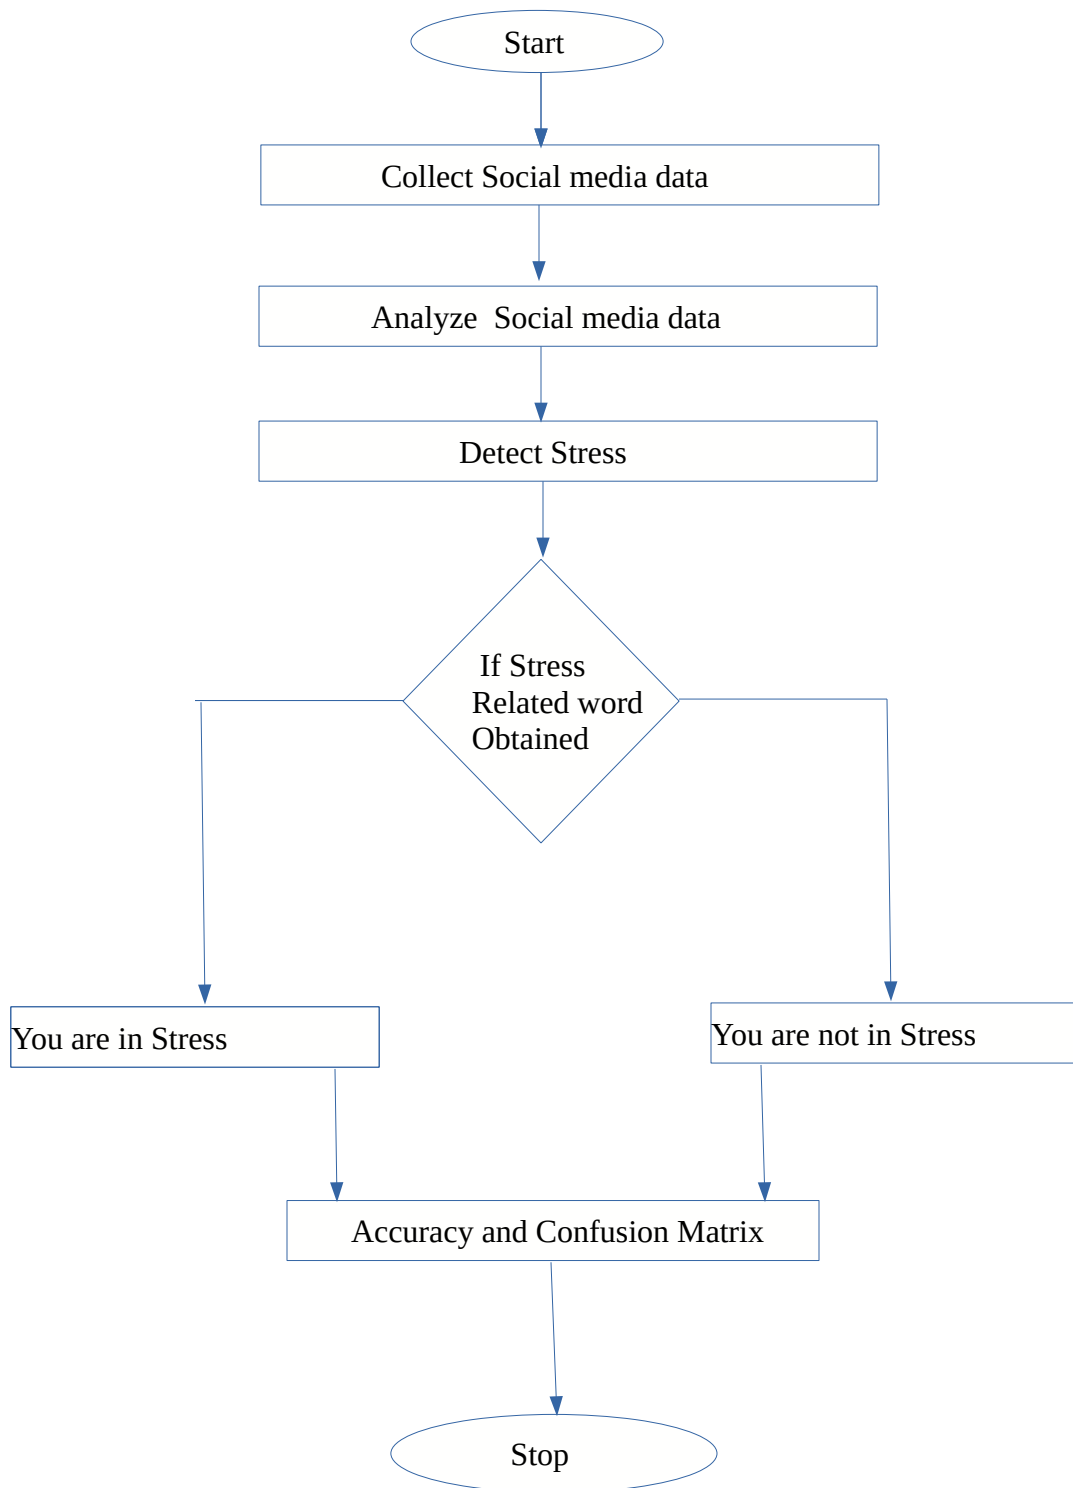 Start
Collect Social media data
Analyze  Social media data
Detect Stress
If Stress
Related word
Obtained
You are in Stress
You are not in Stress
Accuracy and Confusion Matrix
Stop